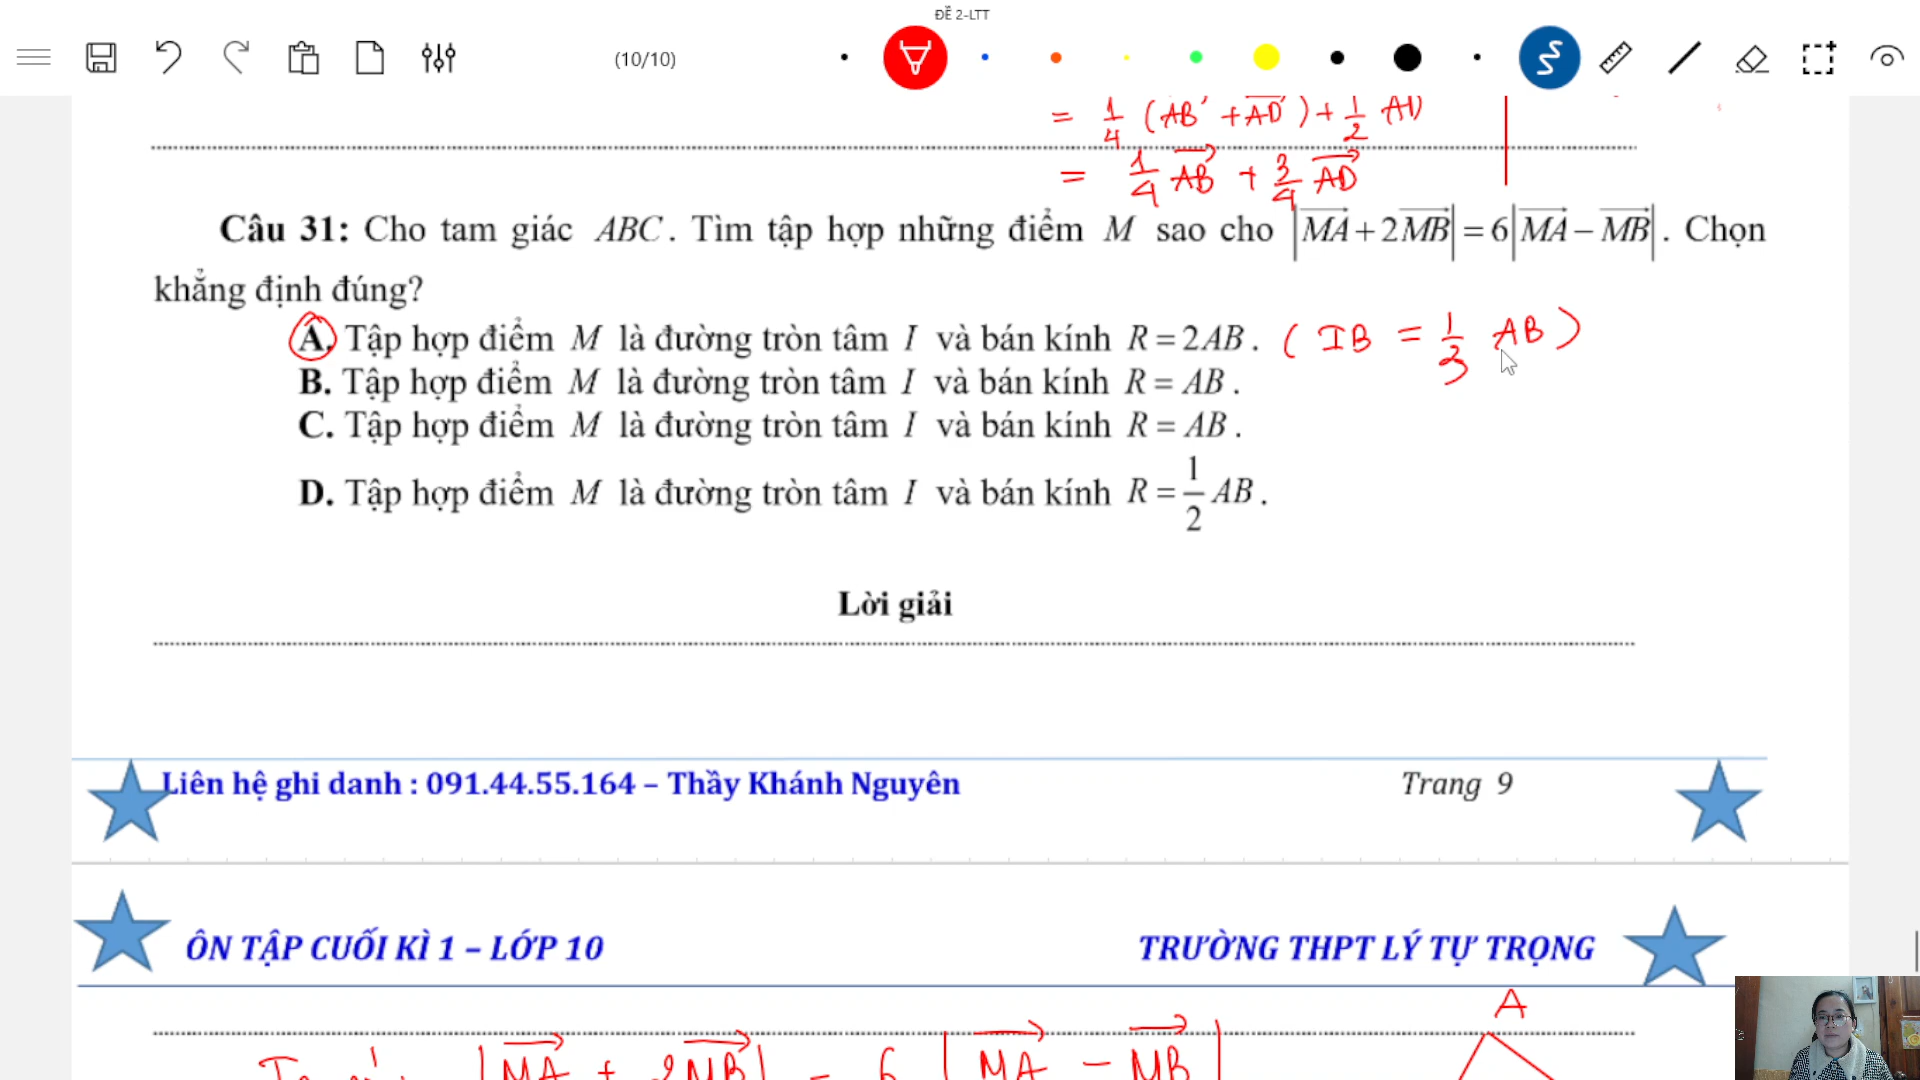 ĐỀ 2-LTT
(10/10)
= 1/4 (AB + AD) + 1/2 AD
= 1/4 AB + 3/4 AD
Câu 31: Cho tam giác ABC. Tìm tập hợp những điểm M sao cho |MA + 2MB| = 6|MA − MB|. Chọn
khẳng định đúng?
A. Tập hợp điểm M là đường tròn tâm I và bán kính R = 2AB. ( IB = 1/3 AB )
B. Tập hợp điểm M là đường tròn tâm I và bán kính R = AB.
C. Tập hợp điểm M là đường tròn tâm I và bán kính R = AB.
D. Tập hợp điểm M là đường tròn tâm I và bán kính R = 1/2 AB.
Lời giải
Liên hệ ghi danh : 091.44.55.164 – Thầy Khánh Nguyên Trang 9
ÔN TẬP CUỐI KÌ 1 – LỚP 10 TRƯỜNG THPT LÝ TỰ TRỌNG
A
|MA + 2MB| = 6 |MA − MB|